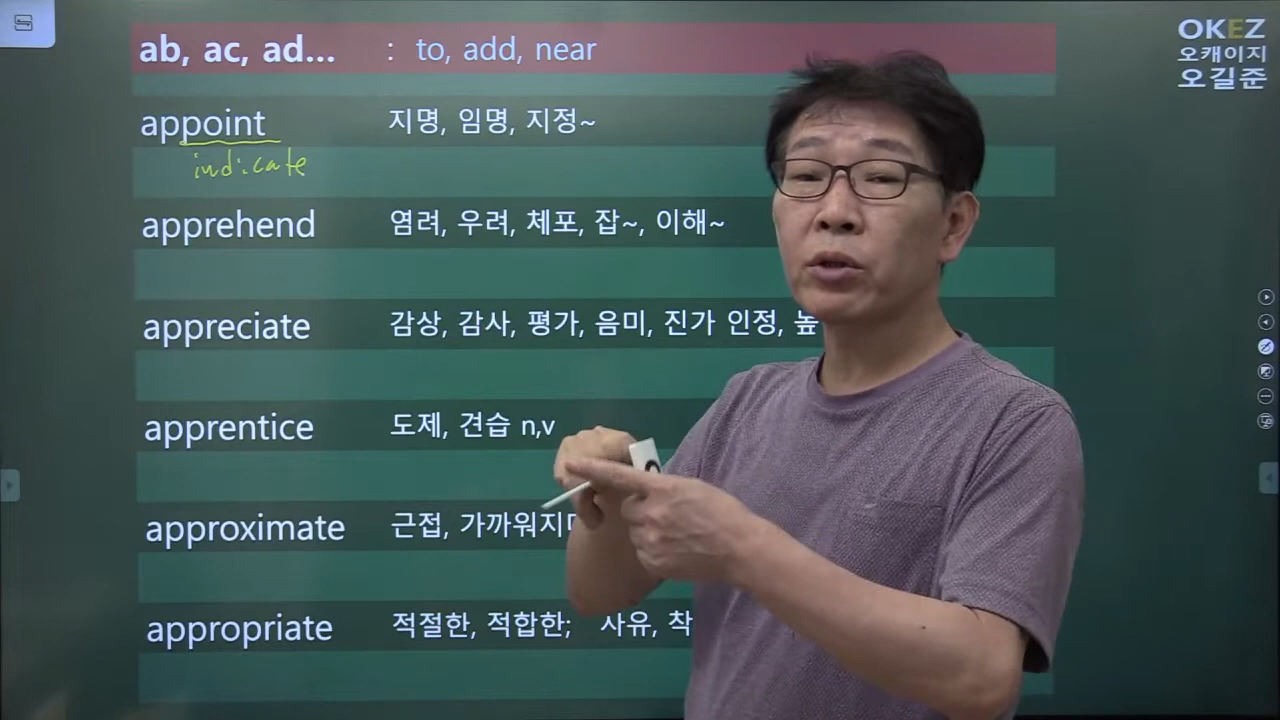 ab, ac, ad... : to, add, near
OKEZ
오캐이지
오길준
appoint 지명, 임명, 지정~
indicate
apprehend 염려, 우려, 체포, 잡~, 이해~
appreciate 감상, 감사, 평가, 음미, 진가 인정, 높
apprentice 도제, 견습 n,v
approximate 근접, 가까워지
appropriate 적절한, 적합한; 사유, 착